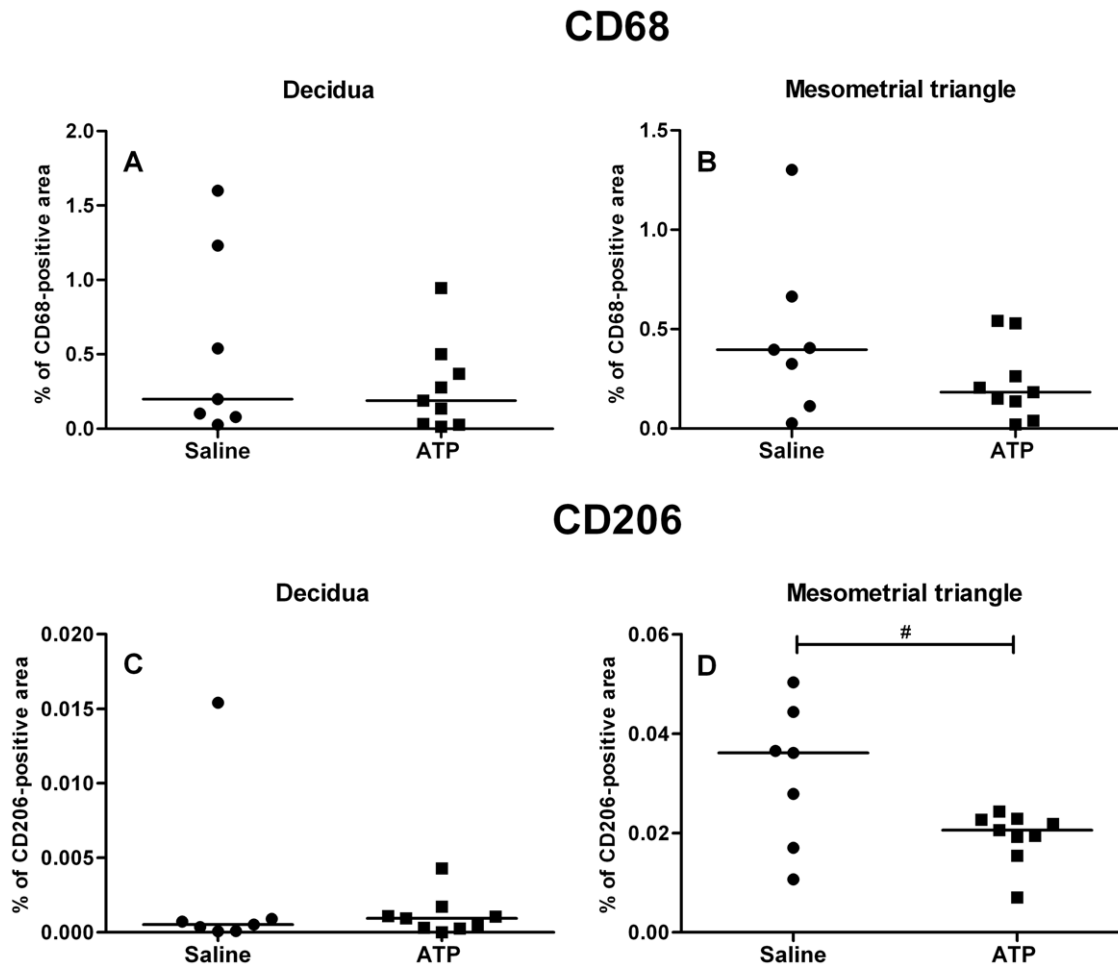 CD68
Decidua
A
% of CD68-positive area
2.0
1.5
1.0
0.5
0.0
Saline
ATP
Mesometrial triangle
B
% of CD68-positive area
1.5
1.0
0.5
0.0
Saline
ATP
CD206
Decidua
C
% of CD206-positive area
0.020
0.015
0.010
0.005
0.000
Saline
ATP
Mesometrial triangle
#
D
% of CD206-positive area
0.06
0.04
0.02
0.00
Saline
ATP